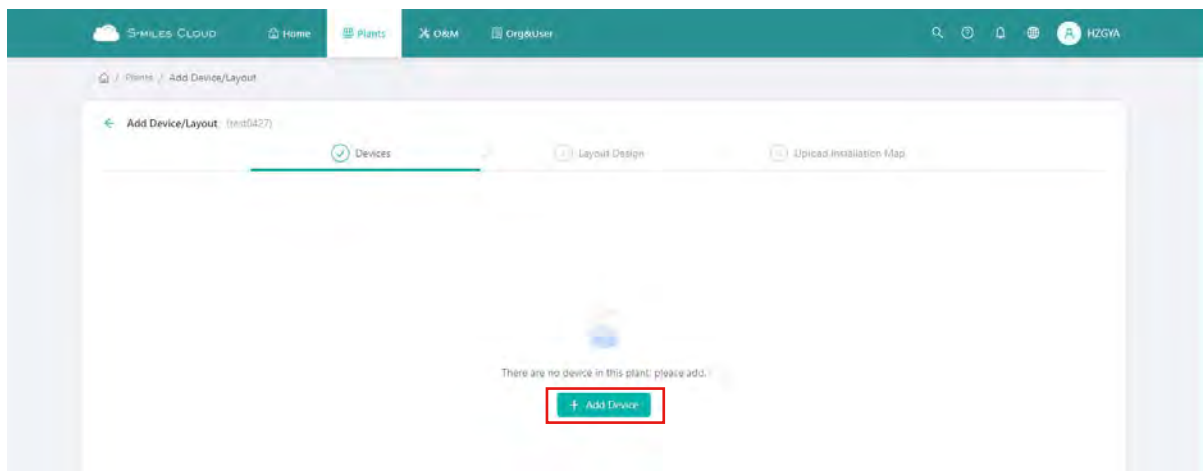 S-MILES CLOUD Home Plants O&M Org&User A HZGYA
/ Plants / Add Device/Layout
Add Device/Layout (test0427)
Devices Layout Design Upload Installation Map
There are no device in this plant, please add.
+ Add Device